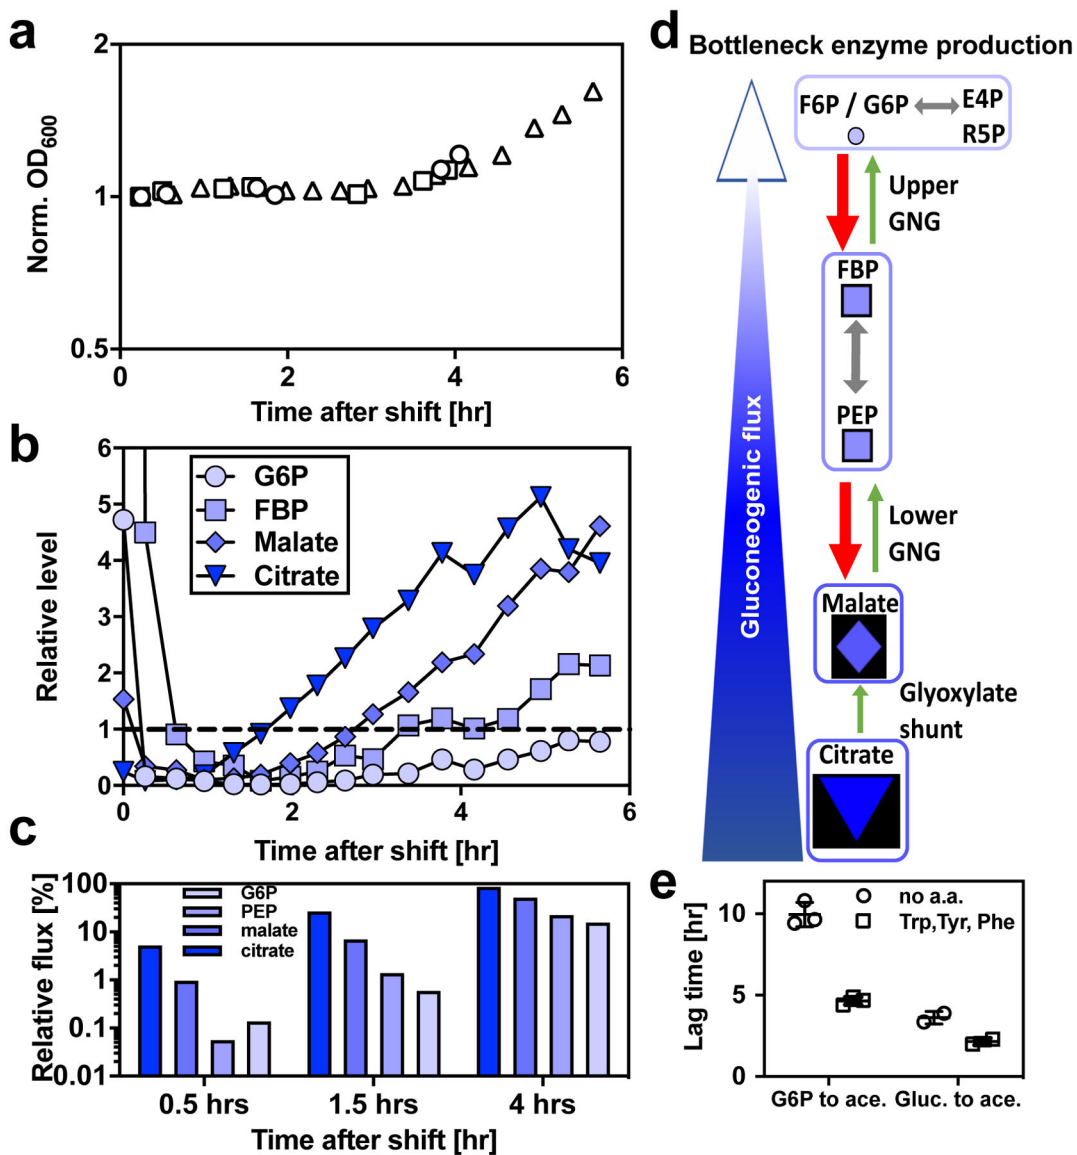 a
2
1
0.5
Norm. OD600
0
2
4
6
Time after shift [hr]
b
6
5
4
3
2
1
0
Relative level
G6P
FBP
Malate
Citrate
0
2
4
6
Time after shift [hr]
c
100
10
1
0.1
0.01
Relative flux [%]
G6P
PEP
malate
citrate
0.5 hrs
1.5 hrs
4 hrs
Time after shift [hr]
d
Bottleneck enzyme production
Gluconeogenic flux
F6P / G6P
E4P
R5P
Upper
GNG
FBP
PEP
Lower
GNG
Malate
Glyoxylate
shunt
Citrate
e
10
5
0
Lag time [hr]
no a.a.
Trp,Tyr, Phe
G6P to ace.
Gluc. to ace.